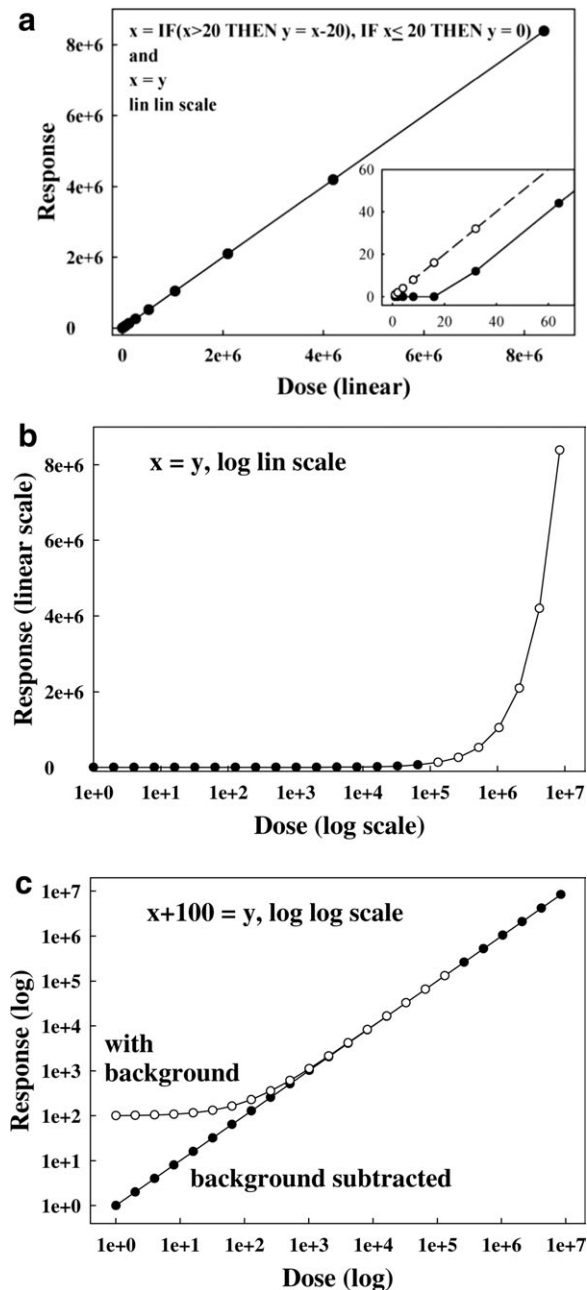 a
x = IF(x>20 THEN y = x-20), IF x≤ 20 THEN y = 0)
and
x = y
lin lin scale
Response
8e+6
6e+6
4e+6
2e+6
0
60
40
20
0
0 20 40 60
0 2e+6 4e+6 6e+6 8e+6
Dose (linear)
b
x = y, log lin scale
Response (linear scale)
8e+6
6e+6
4e+6
2e+6
0
1e+0 1e+1 1e+2 1e+3 1e+4 1e+5 1e+6 1e+7
Dose (log scale)
c
x+100 = y, log log scale
Response (log)
1e+7
1e+6
1e+5
1e+4
1e+3
1e+2
1e+1
1e+0
with
background
background subtracted
1e+0 1e+1 1e+2 1e+3 1e+4 1e+5 1e+6 1e+7
Dose (log)